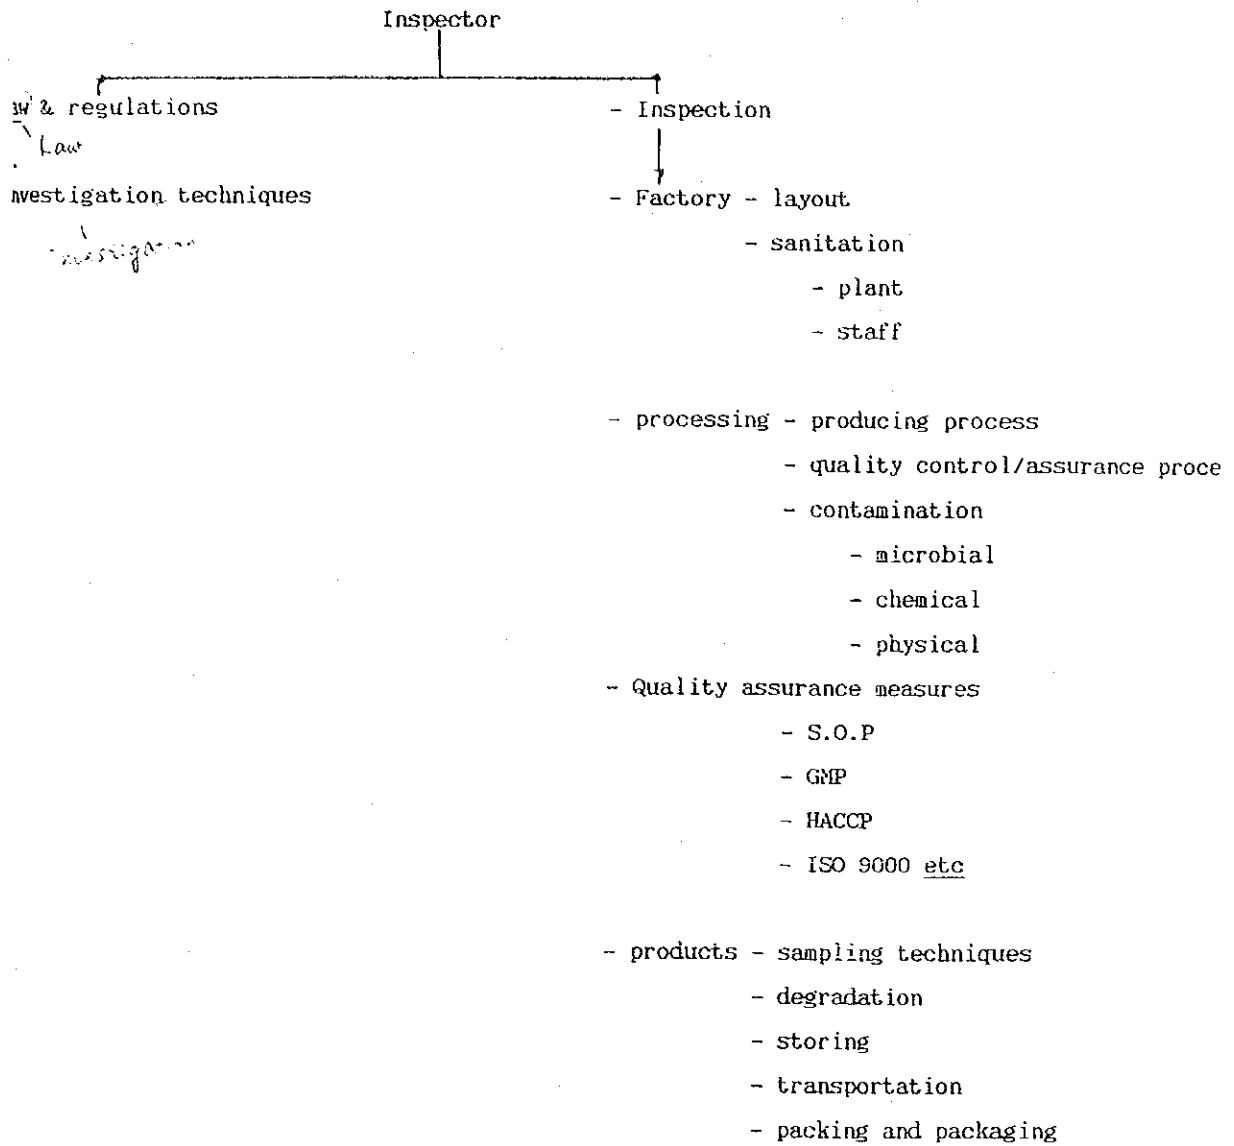 Inspector
aw & regulations
- Inspection
Law
nvestigation techniques
- Factory - layout
- sanitation
- plant
- staff
- processing - producing process
- quality control/assurance proce
- contamination
- microbial
- chemical
- physical
- Quality assurance measures
- S.O.P
- GMP
- HACCP
- ISO 9000 etc
- products - sampling techniques
- degradation
- storing
- transportation
- packing and packaging